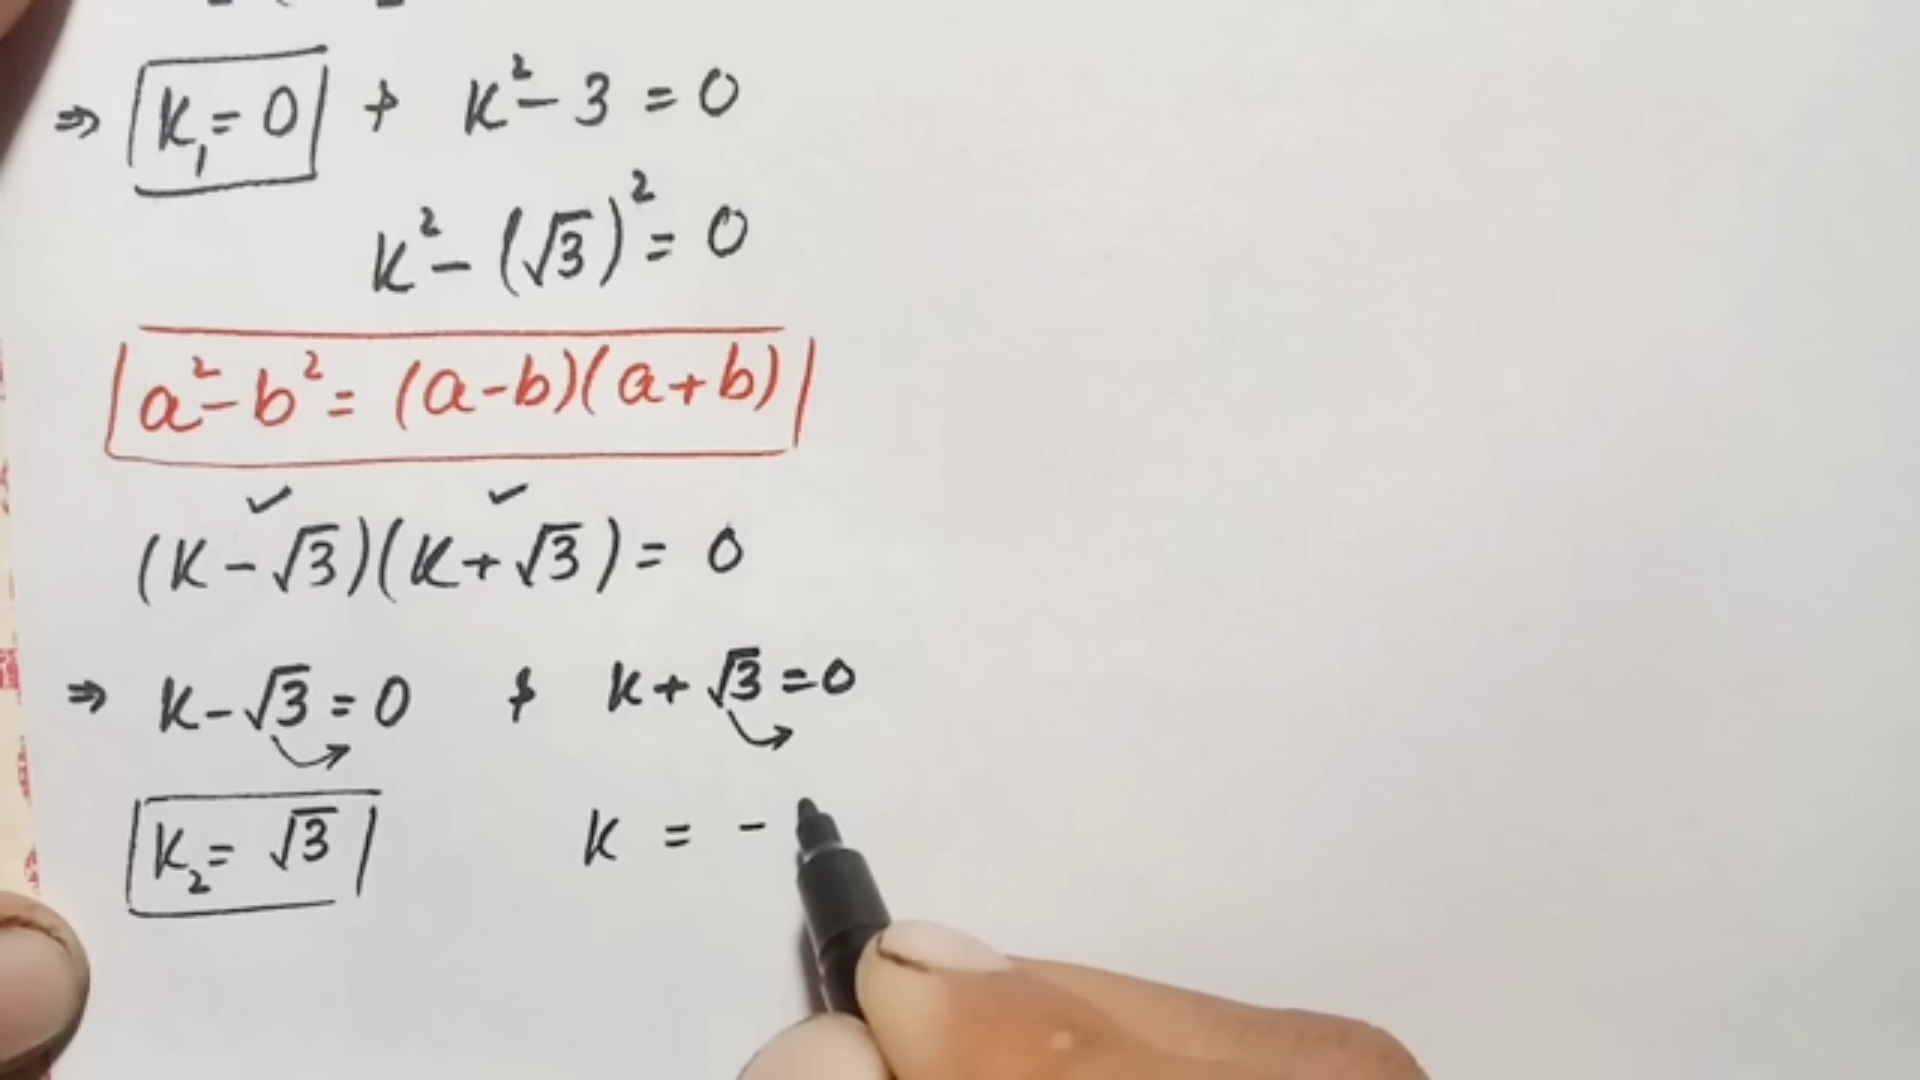 ⇒ K₁ = 0 & K² - 3 = 0
K² - (√3)² = 0
a² - b² = (a - b)(a + b)
✓ ✓
(K - √3)(K + √3) = 0
⇒ K - √3 = 0 & K + √3 = 0
K₂ = √3 K = -